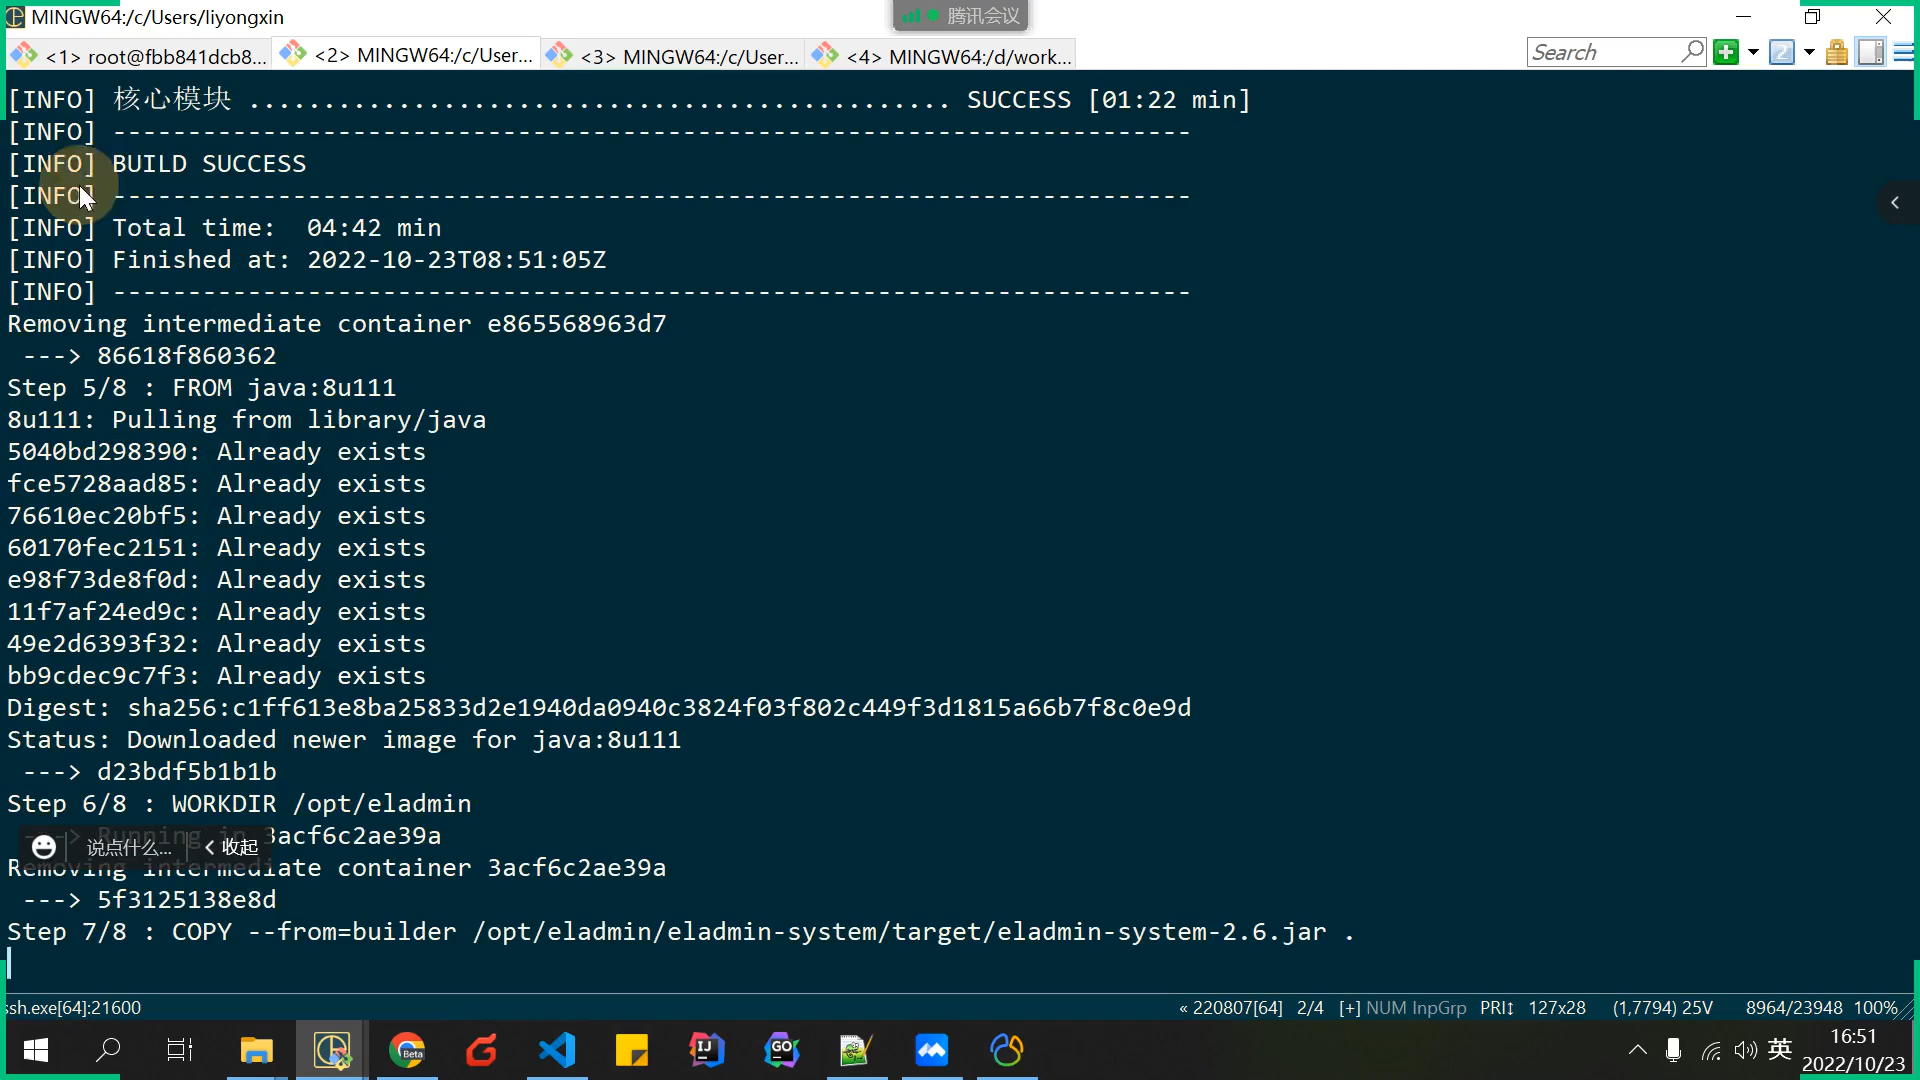 MINGW64:/c/Users/liyongxin
腾讯会议
<1> root@fbb841dcb8...
<2> MINGW64:/c/User...
<3> MINGW64:/c/User...
<4> MINGW64:/d/work...
Search
[INFO] 核心模块 ............................................... SUCCESS [01:22 min]
[INFO] ------------------------------------------------------------------------
[INFO] BUILD SUCCESS
[INFO] ------------------------------------------------------------------------
[INFO] Total time:  04:42 min
[INFO] Finished at: 2022-10-23T08:51:05Z
[INFO] ------------------------------------------------------------------------
Removing intermediate container e865568963d7
 ---> 86618f860362
Step 5/8 : FROM java:8u111
8u111: Pulling from library/java
5040bd298390: Already exists
fce5728aad85: Already exists
76610ec20bf5: Already exists
60170fec2151: Already exists
e98f73de8f0d: Already exists
11f7af24ed9c: Already exists
49e2d6393f32: Already exists
bb9cdec9c7f3: Already exists
Digest: sha256:c1ff613e8ba25833d2e1940da0940c3824f03f802c449f3d1815a66b7f8c0e9d
Status: Downloaded newer image for java:8u111
 ---> d23bdf5b1b1b
Step 6/8 : WORKDIR /opt/eladmin
 ---> Running in 3acf6c2ae39a
说点什么... 收起
Removing intermediate container 3acf6c2ae39a
 ---> 5f3125138e8d
Step 7/8 : COPY --from=builder /opt/eladmin/eladmin-system/target/eladmin-system-2.6.jar .
ssh.exe[64]:21600
« 220807[64] 2/4 [+] NUM InpGrp PRI↕ 127x28 (1,7794) 25V 8964/23948 100%
Beta
IJ
GO
英
16:51
2022/10/23